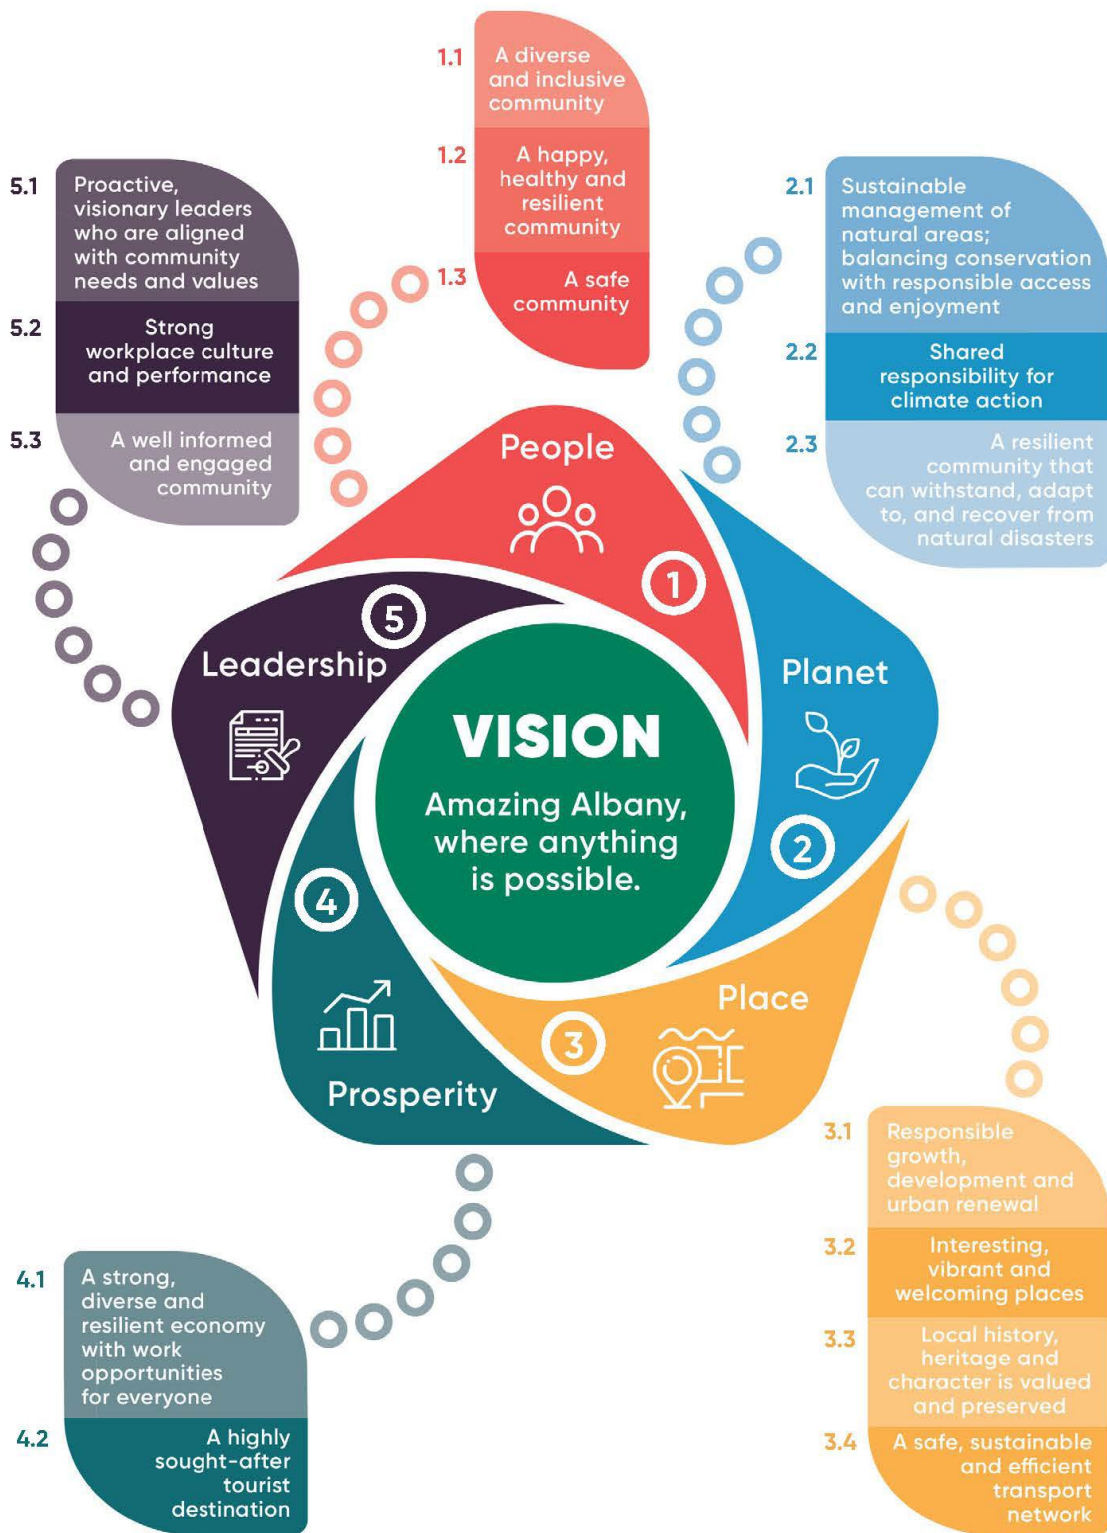 1.1
A diverse
and inclusive
community
1.2
A happy,
healthy and
resilient
community
1.3
A safe
community
5.1
Proactive,
visionary leaders
who are aligned
with community
needs and values
5.2
Strong
workplace culture
and performance
5.3
A well informed
and engaged
community
2.1
Sustainable
management of
natural areas;
balancing conservation
with responsible access
and enjoyment
2.2
Shared
responsibility for
climate action
2.3
A resilient
community that
can withstand, adapt
to, and recover from
natural disasters
People
1
5
Leadership
Planet
2
VISION
Amazing Albany,
where anything
is possible.
4
Prosperity
3
Place
3.1
Responsible
growth,
development and
urban renewal
3.2
Interesting,
vibrant and
welcoming places
3.3
Local history,
heritage and
character is valued
and preserved
3.4
A safe, sustainable
and efficient
transport
network
4.1
A strong,
diverse and
resilient economy
with work
opportunities
for everyone
4.2
A highly
sought-after
tourist
destination